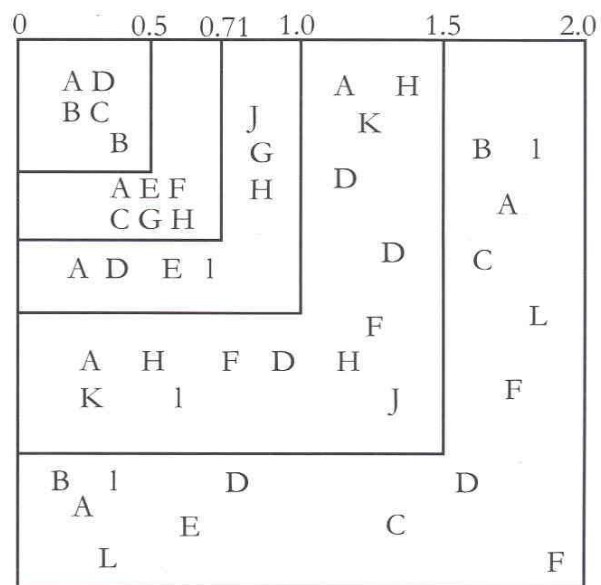 0 0.5 0.71 1.0 1.5 2.0
A D
B C
B
A E F
C G H
J
G
H
A D E l
A H
K
D
D
F
A H F D H
K l J
B l
A
C
L
F
B l D D
A
E C
L F